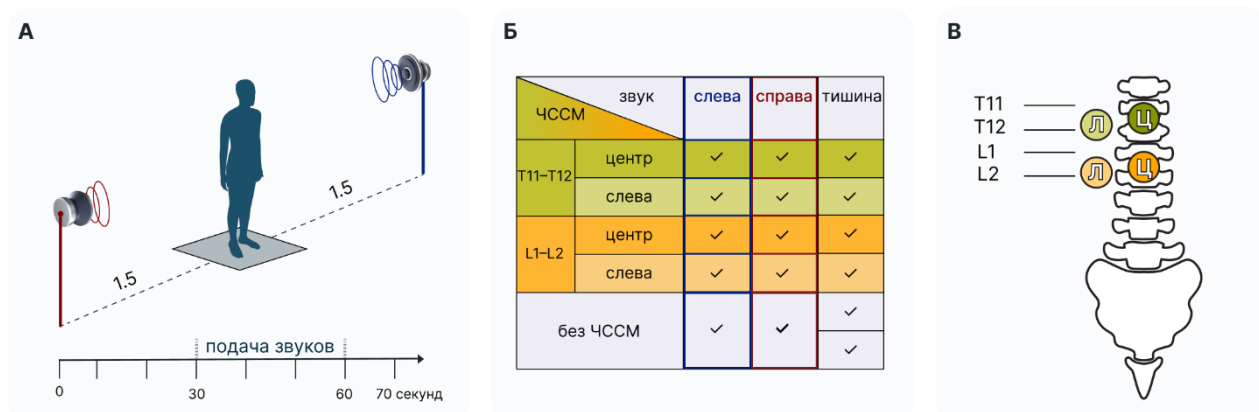 А
1.5
1.5
подача звуков
0
30
60
70 секунд
Б
звук
ЧССМ
слева
справа
тишина
T11–T12
центр
слева
L1–L2
центр
слева
без ЧССМ
В
T11
T12
L1
L2
Л
Ц
Л
Ц